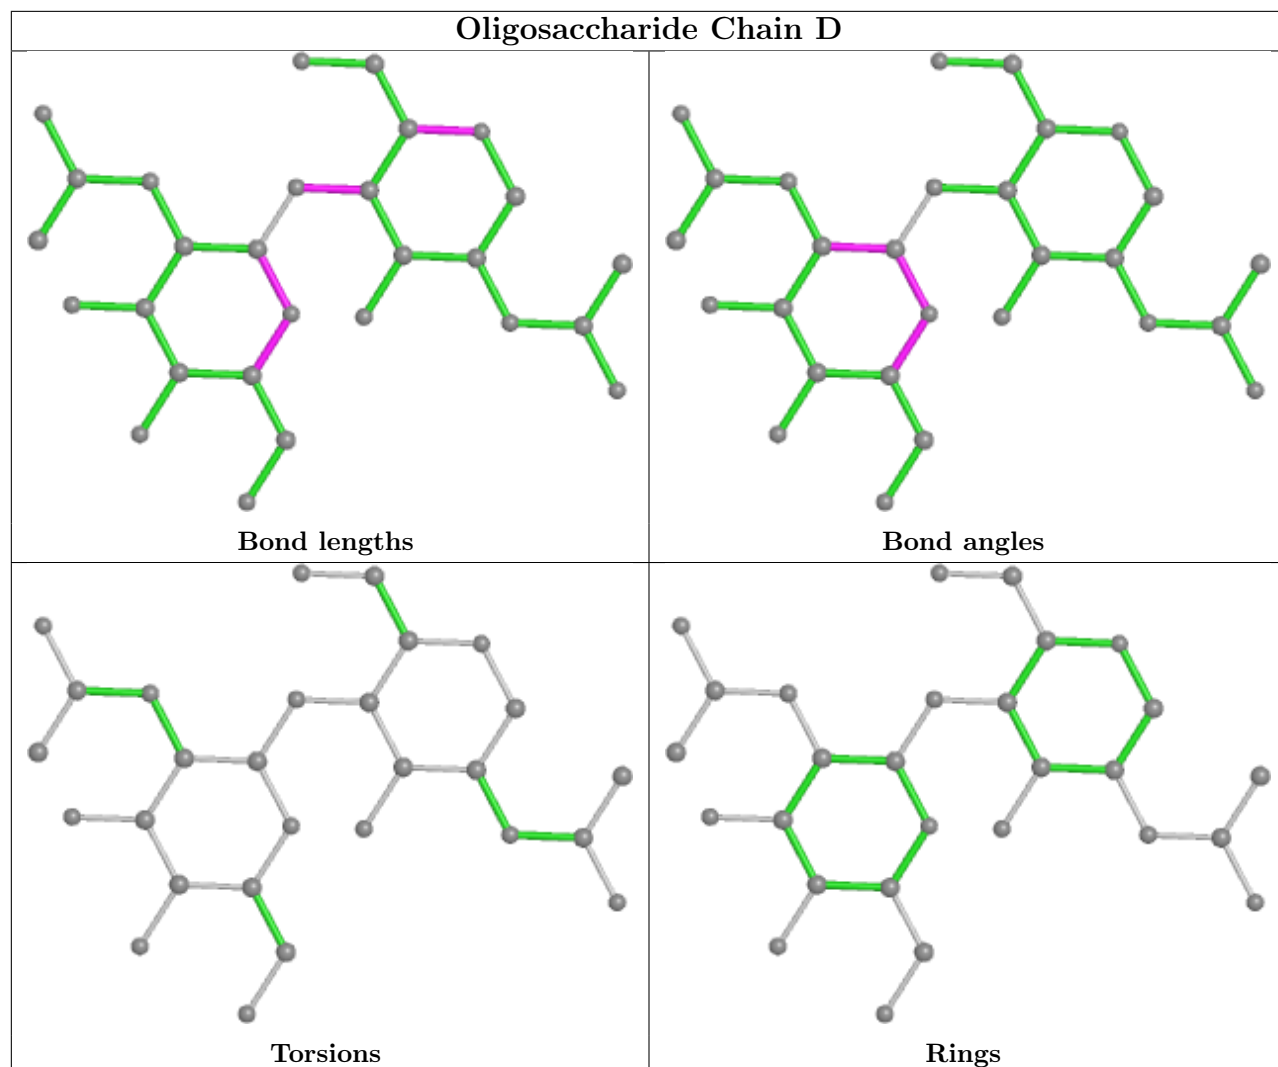 Oligosaccharide Chain D
Bond lengths
Bond angles
Torsions
Rings